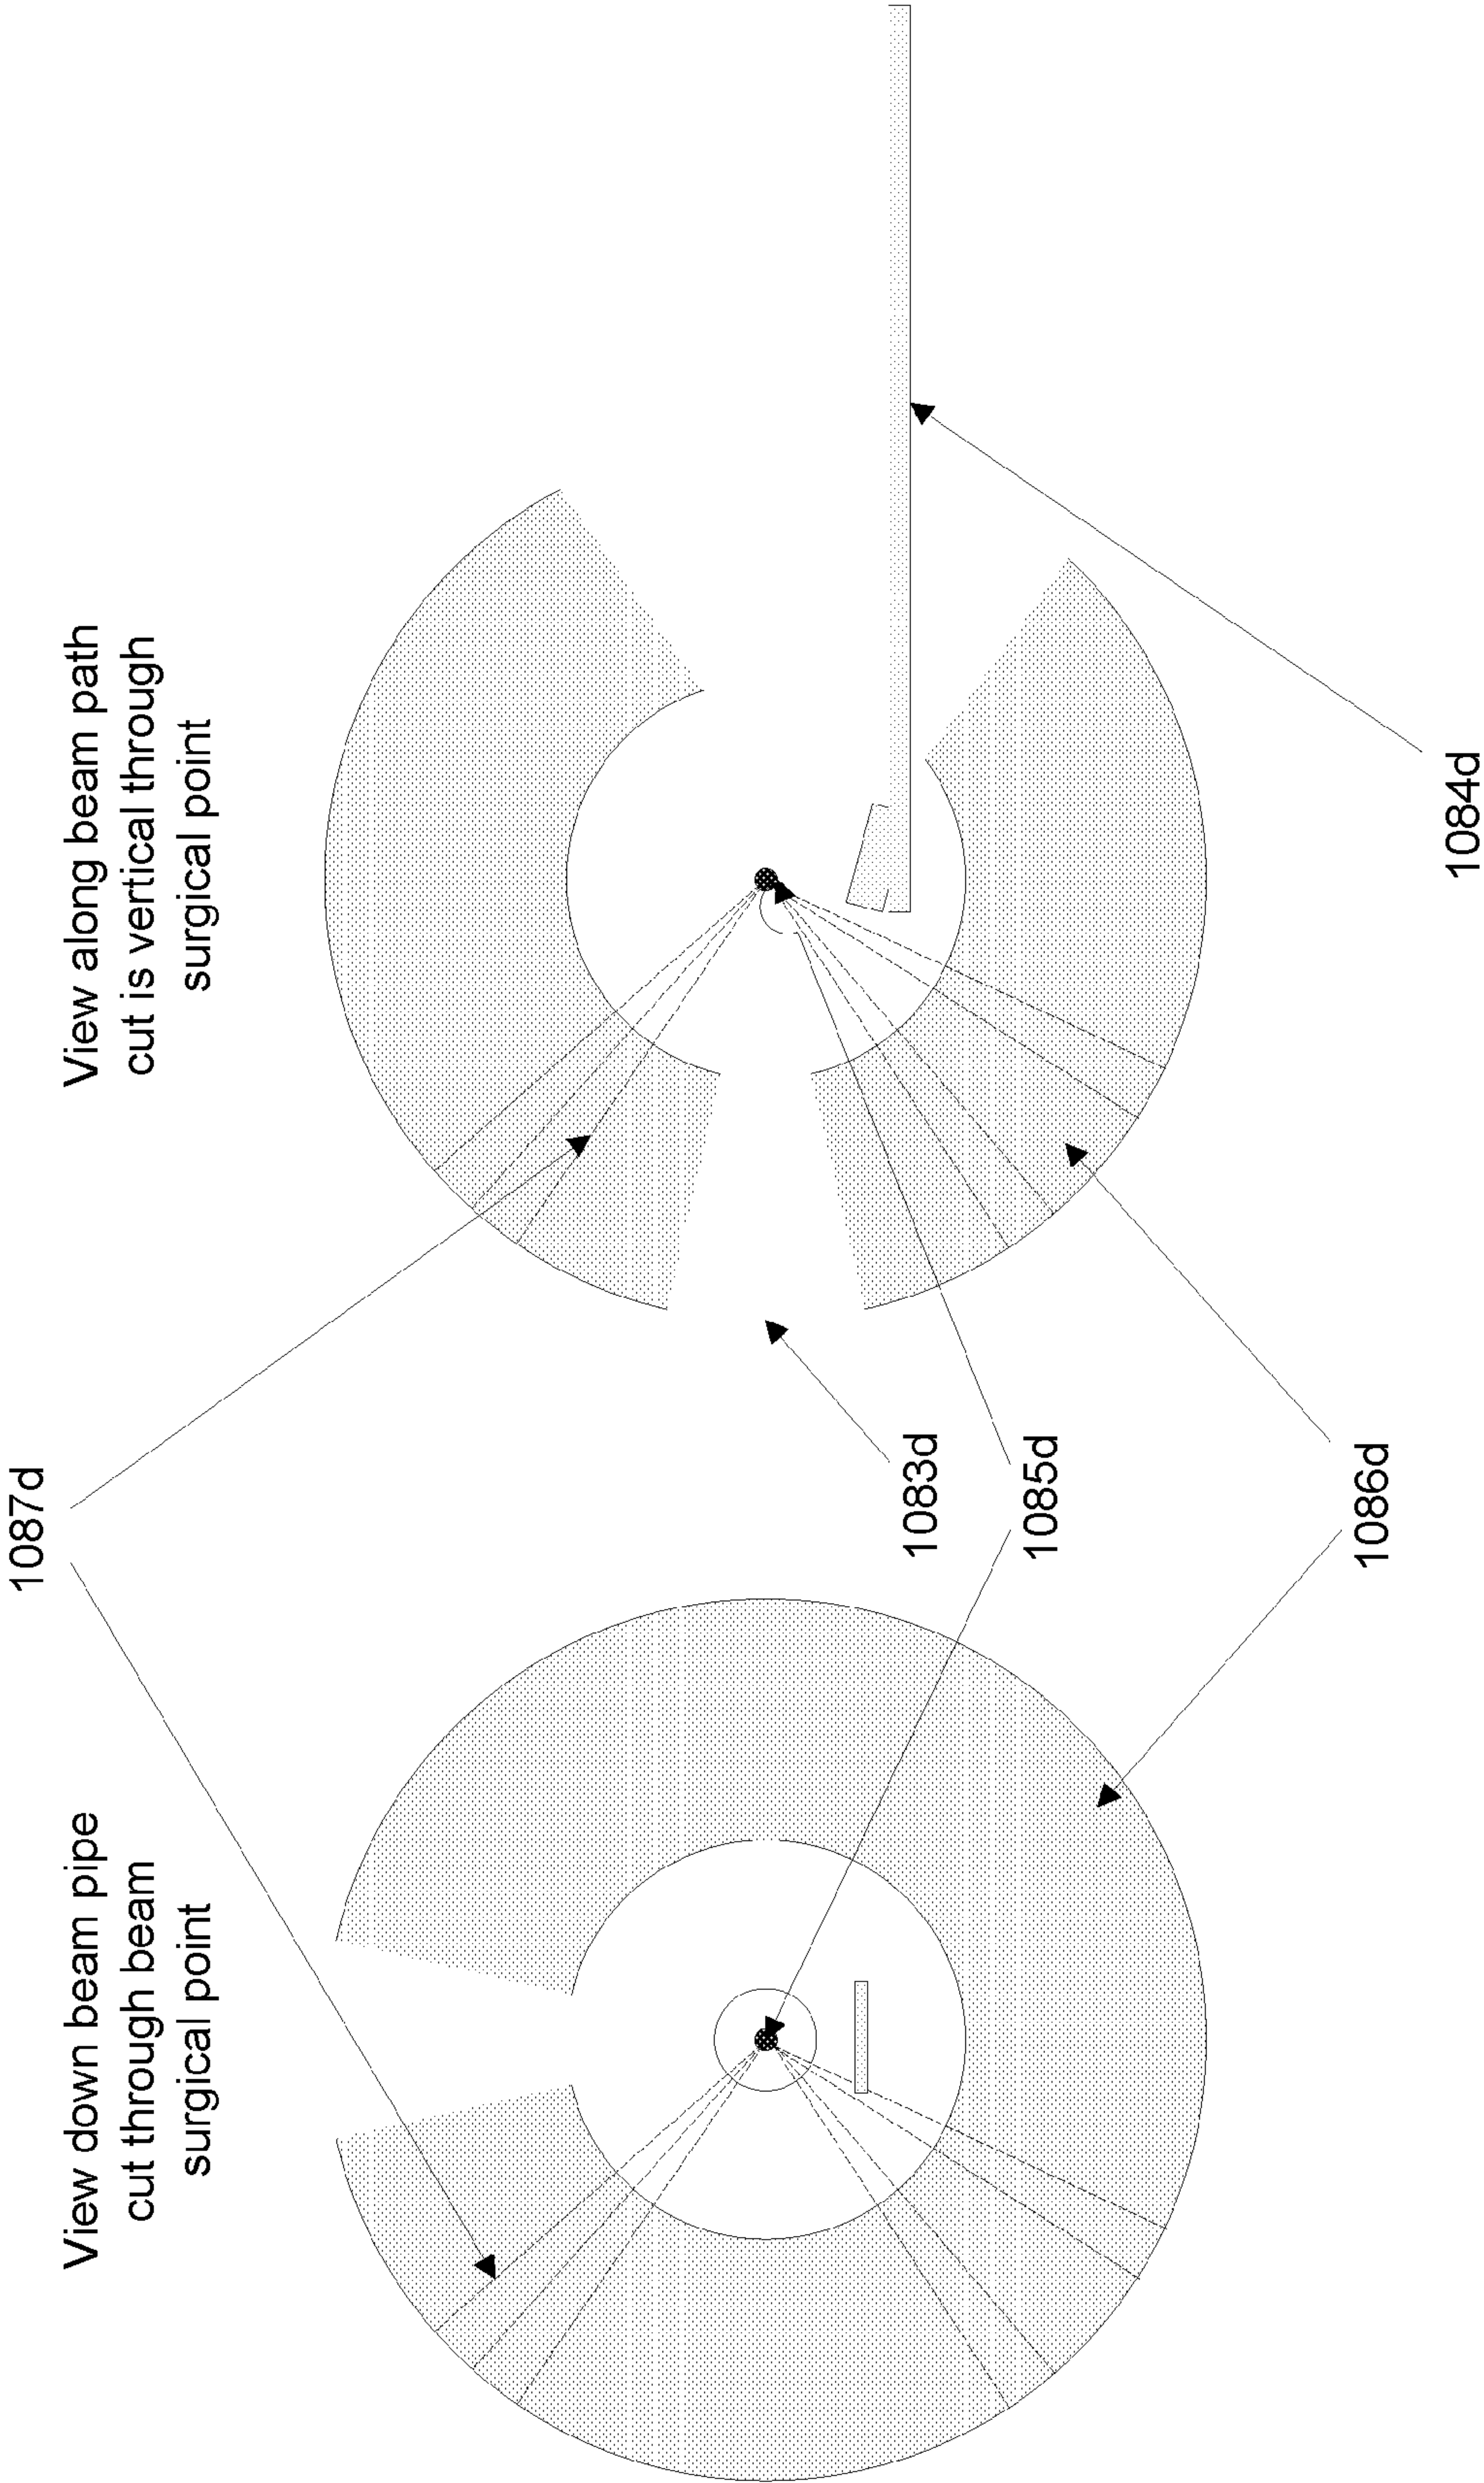 View down beam pipe
cut through beam
surgical point
View along beam path
cut is vertical through
surgical point
1087d
1083d
1085d
1086d
1084d